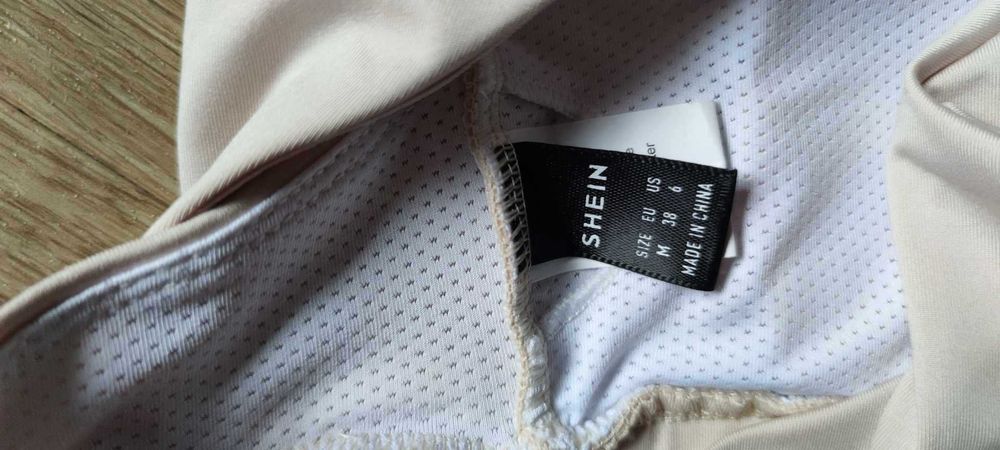 SHEIN
SIZE EU US
M 38 6
MADE IN CHINA